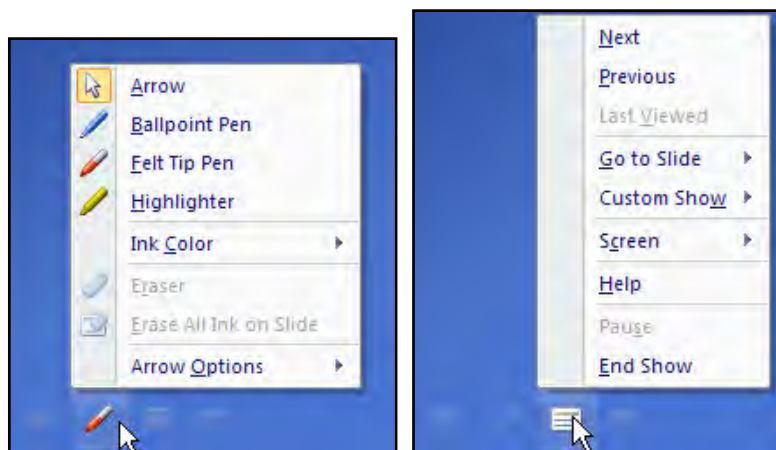 Arrow
Ballpoint Pen
Felt Tip Pen
Highlighter
Ink Color
Eraser
Erase All Ink on Slide
Arrow Options
Next
Previous
Last Viewed
Go to Slide
Custom Show
Screen
Help
Pause
End Show